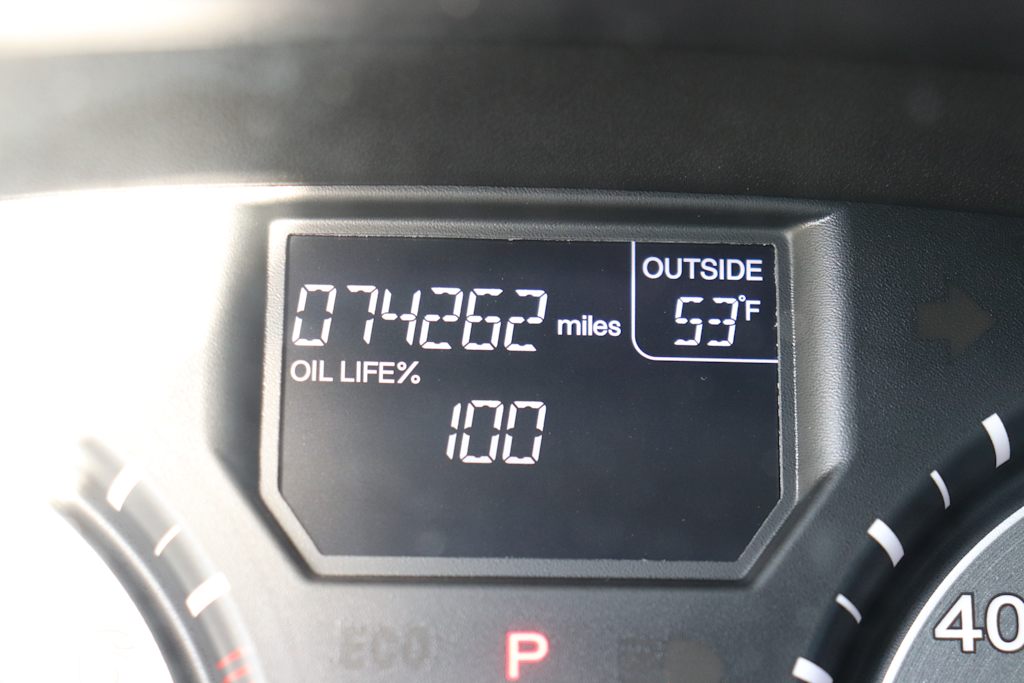 OUTSIDE
074262 miles
53°F
OIL LIFE%
100
ECO
P
40